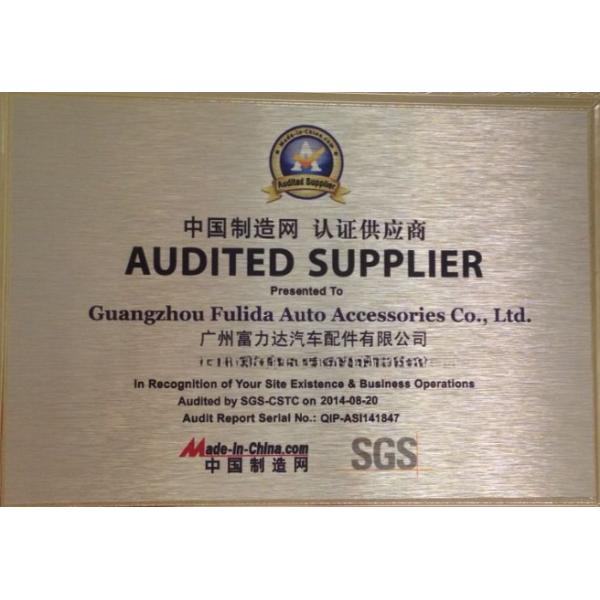 Made-in-China.com
Audited Supplier
中国制造网 认证供应商
AUDITED SUPPLIER
Presented To
Guangzhou Fulida Auto Accessories Co., Ltd.
广州富力达汽车配件有限公司
In Recognition of Your Site Existence & Business Operations
Audited by SGS-CSTC on 2014-08-20
Audit Report Serial No.: QIP-ASI141847
Made-in-China.com
中国制造网
SGS